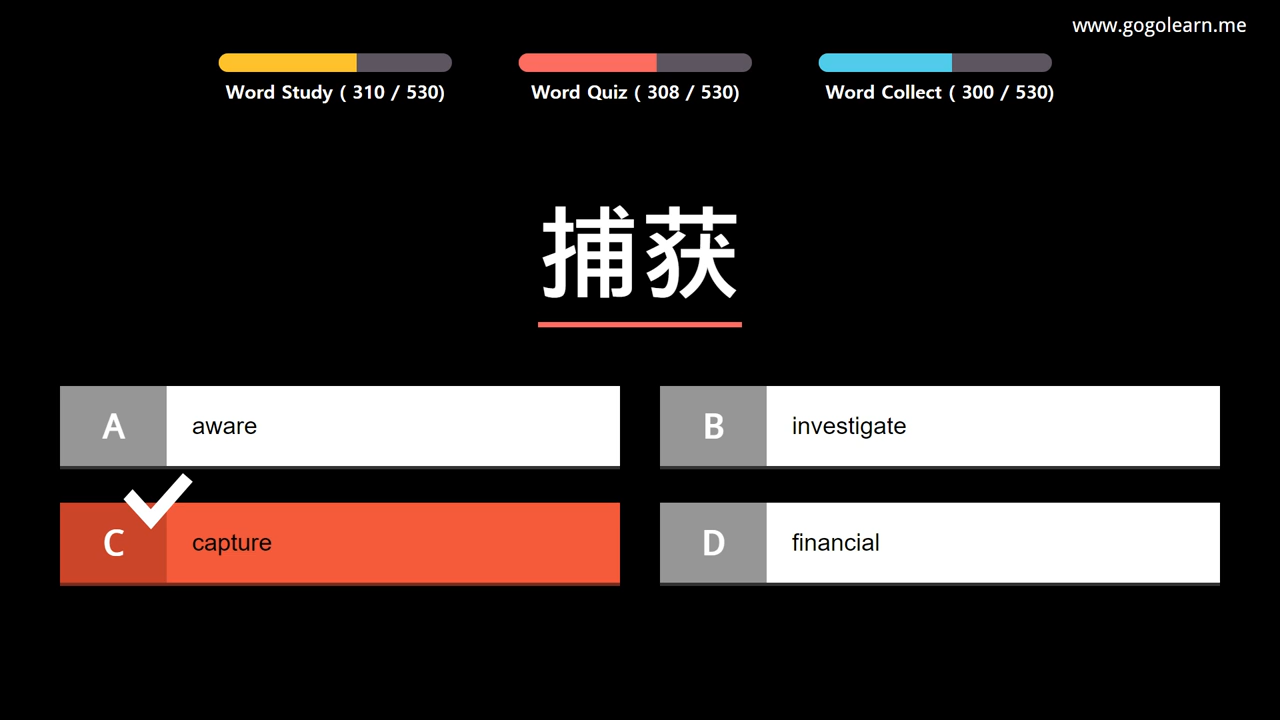 www.gogolearn.me
Word Study ( 310 / 530)
Word Quiz ( 308 / 530)
Word Collect ( 300 / 530)
捕获
A aware
B investigate
C capture
D financial